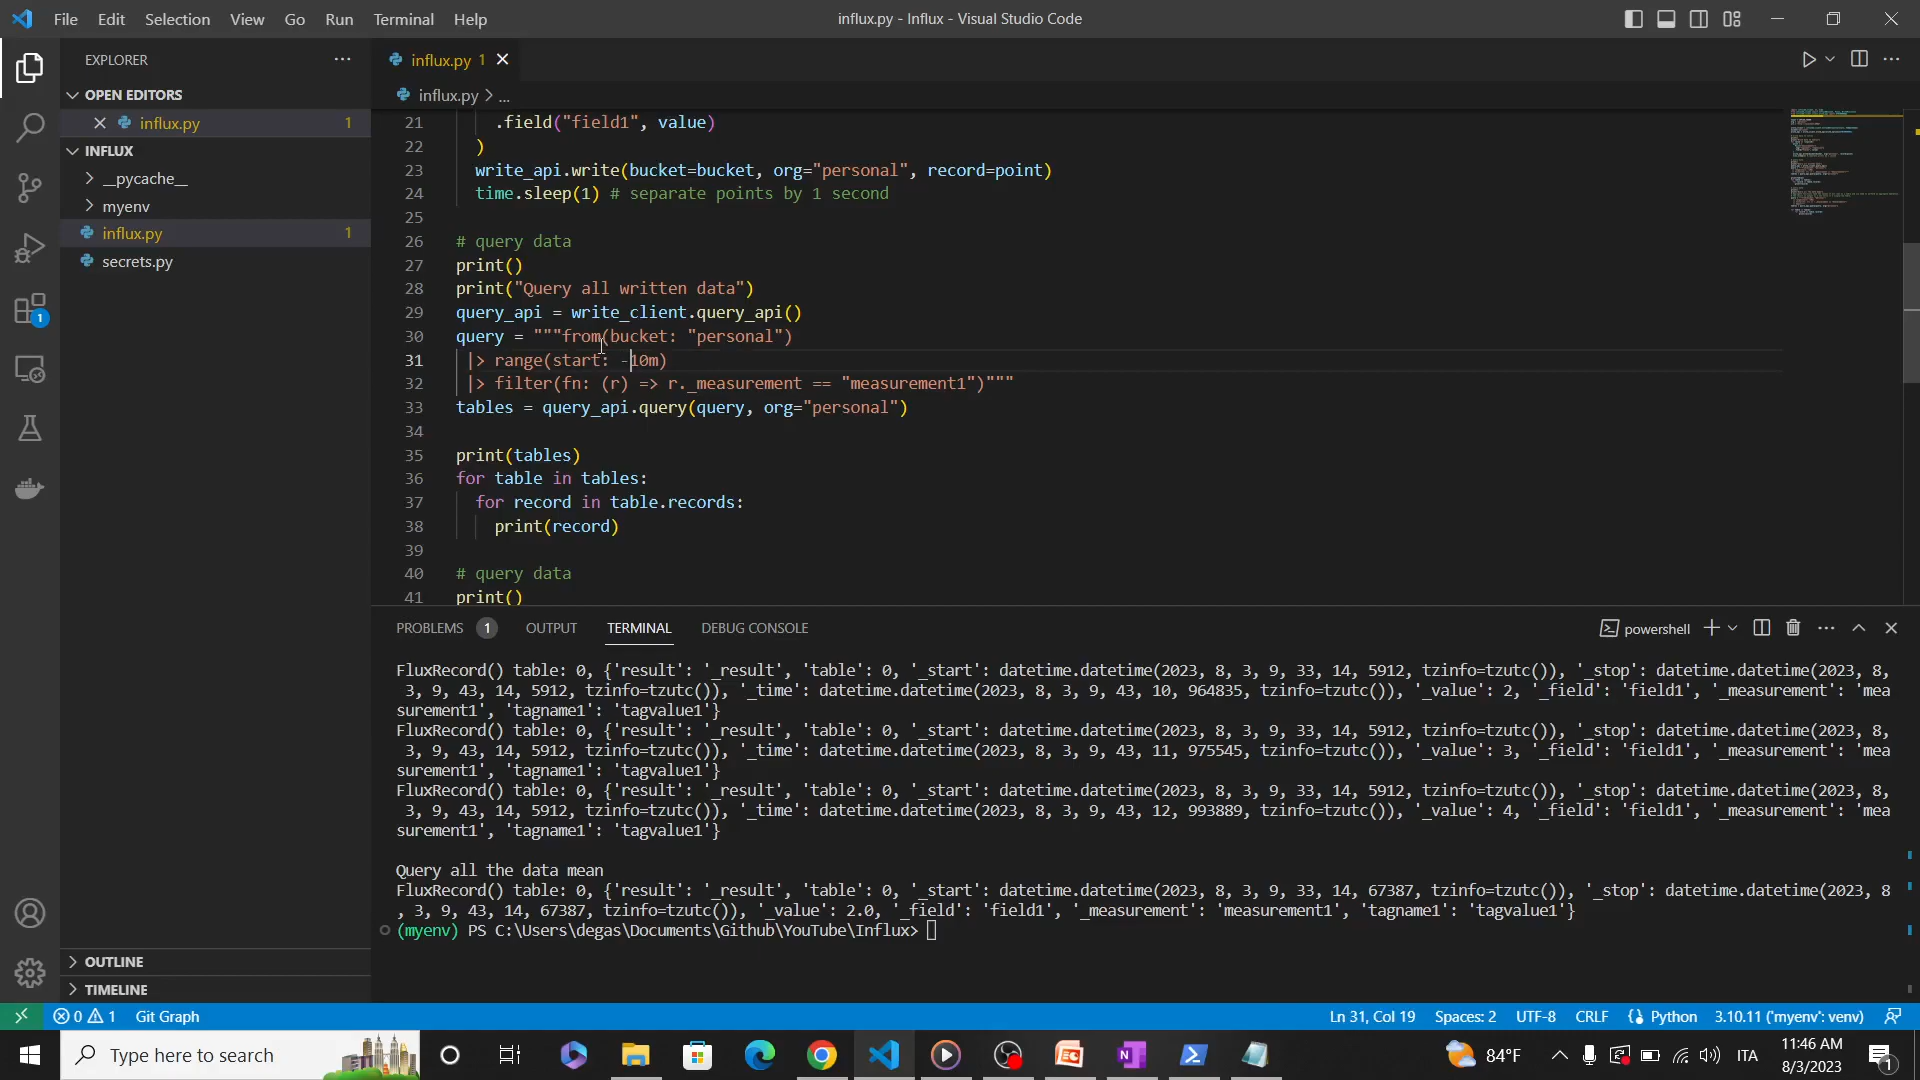 File Edit Selection View Go Run Terminal Help
influx.py - Influx - Visual Studio Code
EXPLORER
OPEN EDITORS
influx.py 1
INFLUX
__pycache__
myenv
influx.py 1
secrets.py
OUTLINE
TIMELINE
influx.py 1
influx.py > ...
21 .field("field1", value)
22 )
23 write_api.write(bucket=bucket, org="personal", record=point)
24 time.sleep(1) # separate points by 1 second
25
26 # query data
27 print()
28 print("Query all written data")
29 query_api = write_client.query_api()
30 query = """from(bucket: "personal")
31 |> range(start: -10m)
32 |> filter(fn: (r) => r._measurement == "measurement1")"""
33 tables = query_api.query(query, org="personal")
34
35 print(tables)
36 for table in tables:
37 for record in table.records:
38 print(record)
39
40 # query data
41 print()
PROBLEMS 1 OUTPUT TERMINAL DEBUG CONSOLE
powershell
FluxRecord() table: 0, {'result': '_result', 'table': 0, '_start': datetime.datetime(2023, 8, 3, 9, 33, 14, 5912, tzinfo=tzutc()), '_stop': datetime.datetime(2023, 8,
3, 9, 43, 14, 5912, tzinfo=tzutc()), '_time': datetime.datetime(2023, 8, 3, 9, 43, 10, 964835, tzinfo=tzutc()), '_value': 2, '_field': 'field1', '_measurement': 'mea
surement1', 'tagname1': 'tagvalue1'}
FluxRecord() table: 0, {'result': '_result', 'table': 0, '_start': datetime.datetime(2023, 8, 3, 9, 33, 14, 5912, tzinfo=tzutc()), '_stop': datetime.datetime(2023, 8,
3, 9, 43, 14, 5912, tzinfo=tzutc()), '_time': datetime.datetime(2023, 8, 3, 9, 43, 11, 975545, tzinfo=tzutc()), '_value': 3, '_field': 'field1', '_measurement': 'mea
surement1', 'tagname1': 'tagvalue1'}
FluxRecord() table: 0, {'result': '_result', 'table': 0, '_start': datetime.datetime(2023, 8, 3, 9, 33, 14, 5912, tzinfo=tzutc()), '_stop': datetime.datetime(2023, 8,
3, 9, 43, 14, 5912, tzinfo=tzutc()), '_time': datetime.datetime(2023, 8, 3, 9, 43, 12, 993889, tzinfo=tzutc()), '_value': 4, '_field': 'field1', '_measurement': 'mea
surement1', 'tagname1': 'tagvalue1'}
Query all the data mean
FluxRecord() table: 0, {'result': '_result', 'table': 0, '_start': datetime.datetime(2023, 8, 3, 9, 33, 14, 67387, tzinfo=tzutc()), '_stop': datetime.datetime(2023, 8
, 3, 9, 43, 14, 67387, tzinfo=tzutc()), '_value': 2.0, '_field': 'field1', '_measurement': 'measurement1', 'tagname1': 'tagvalue1'}
(myenv) PS C:\Users\degas\Documents\Github\YouTube\Influx>
0 1 Git Graph
Ln 31, Col 19 Spaces: 2 UTF-8 CRLF Python 3.10.11 ('myenv': venv)
Type here to search
84°F ITA
11:46 AM
8/3/2023
1